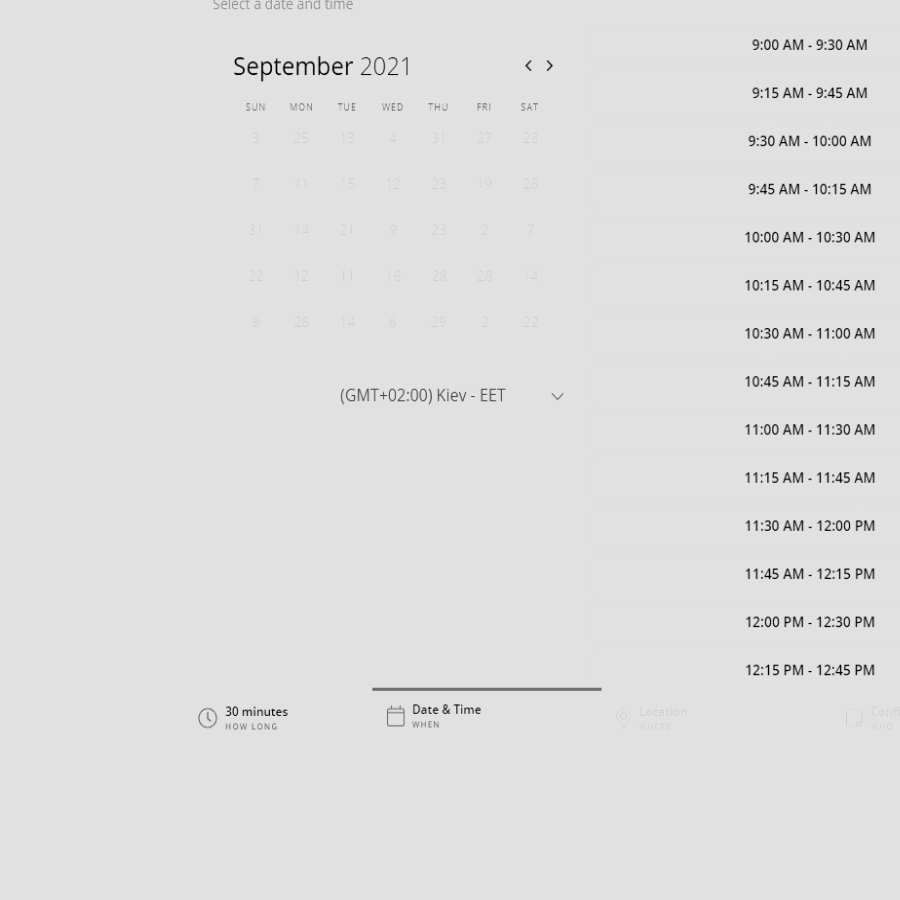 Select a date and time
September 2021
SUN MON TUE WED THU FRI SAT
3 25 13 4 31 27 23
7 11 15 12 23 19 28
31 14 21 9 23 2 7
22 12 11 16 28 28 14
9 28 14 6 29 2 22
(GMT+02:00) Kiev - EET
9:00 AM - 9:30 AM
9:15 AM - 9:45 AM
9:30 AM - 10:00 AM
9:45 AM - 10:15 AM
10:00 AM - 10:30 AM
10:15 AM - 10:45 AM
10:30 AM - 11:00 AM
10:45 AM - 11:15 AM
11:00 AM - 11:30 AM
11:15 AM - 11:45 AM
11:30 AM - 12:00 PM
11:45 AM - 12:15 PM
12:00 PM - 12:30 PM
12:15 PM - 12:45 PM
30 minutes
HOW LONG
Date & Time
WHEN
Location
WHERE
Confi
WHO